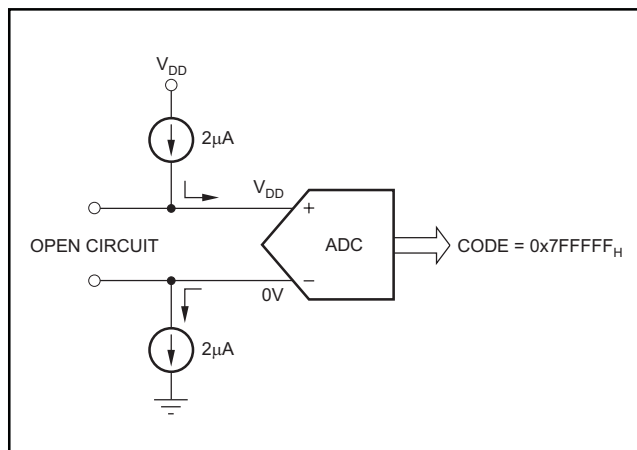 V_DD
2μA
V_DD
+
OPEN CIRCUIT
ADC
CODE = 0x7FFFFF_H
−
0V
2μA